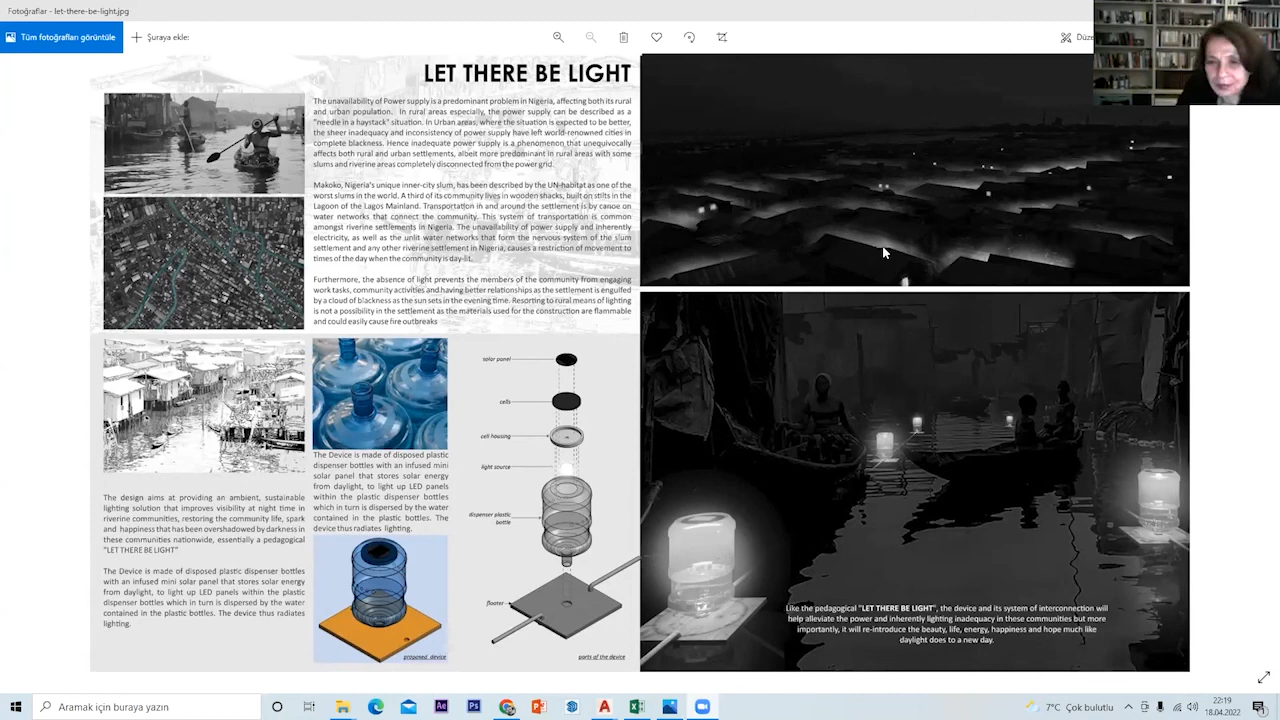 Fotoğraflar - let-there-be-light.jpg
Tüm fotoğrafları görüntüle
Şuraya ekle:
Düze
LET THERE BE LIGHT
The unavailability of Power supply is a predominant problem in Nigeria, affecting both its rural
and urban population. In rural areas especially, the power supply can be described as a
"needle in a haystack" situation. In Urban areas, where the situation is expected to be better,
the sheer inadequacy and inconsistency of power supply have left world-renowned cities in
complete blackness. Hence inadequate power supply is a phenomenon that unequivocally
affects both rural and urban settlements, albeit more predominant in rural areas with some
slums and riverine areas completely disconnected from the power grid.
Makoko, Nigeria's unique inner-city slum, has been described by the UN-habitat as one of the
worst slums in the world. A third of its community lives in wooden shacks, built on stilts in the
Lagoon of the Lagos Mainland. Transportation in and around the settlement is by canoe on
water networks that connect the community. This system of transportation is common
amongst riverine settlements in Nigeria. The unavailability of power supply and inherently
electricity, as well as the unlit water networks that form the nervous system of the slum
settlement and any other riverine settlement in Nigeria, causes a restriction of movement to
times of the day when the community is day-lit.
Furthermore, the absence of light prevents the members of the community from engaging
work tasks, community activities and having better relationships as the settlement is engulfed
by a cloud of blackness as the sun sets in the evening time. Resorting to rural means of lighting
is not a possibility in the settlement as the materials used for the construction are flammable
and could easily cause fire outbreaks
The design aims at providing an ambient, sustainable
lighting solution that improves visibility at night time in
riverine communities, restoring the community life, spark
and happiness that has been overshadowed by darkness in
these communities nationwide, essentially a pedagogical
"LET THERE BE LIGHT"
The Device is made of disposed plastic dispenser bottles
with an infused mini solar panel that stores solar energy
from daylight, to light up LED panels within the plastic
dispenser bottles which in turn is dispersed by the water
contained in the plastic bottles. The device thus radiates
lighting.
The Device is made of disposed plastic
dispenser bottles with an infused mini
solar panel that stores solar energy
from daylight, to light up LED panels
within the plastic dispenser bottles
which in turn is dispersed by the water
contained in the plastic bottles. The
device thus radiates lighting.
proposed device
solar panel
cells
cell housing
light source
dispenser plastic
bottle
floater
parts of the device
Like the pedagogical "LET THERE BE LIGHT", the device and its system of interconnection will
help alleviate the power and inherently lighting inadequacy in these communities but more
importantly, it will re-introduce the beauty, life, energy, happiness and hope much like
daylight does to a new day.
Aramak için buraya yazın
7°C Çok bulutlu
22:19
18.04.2022